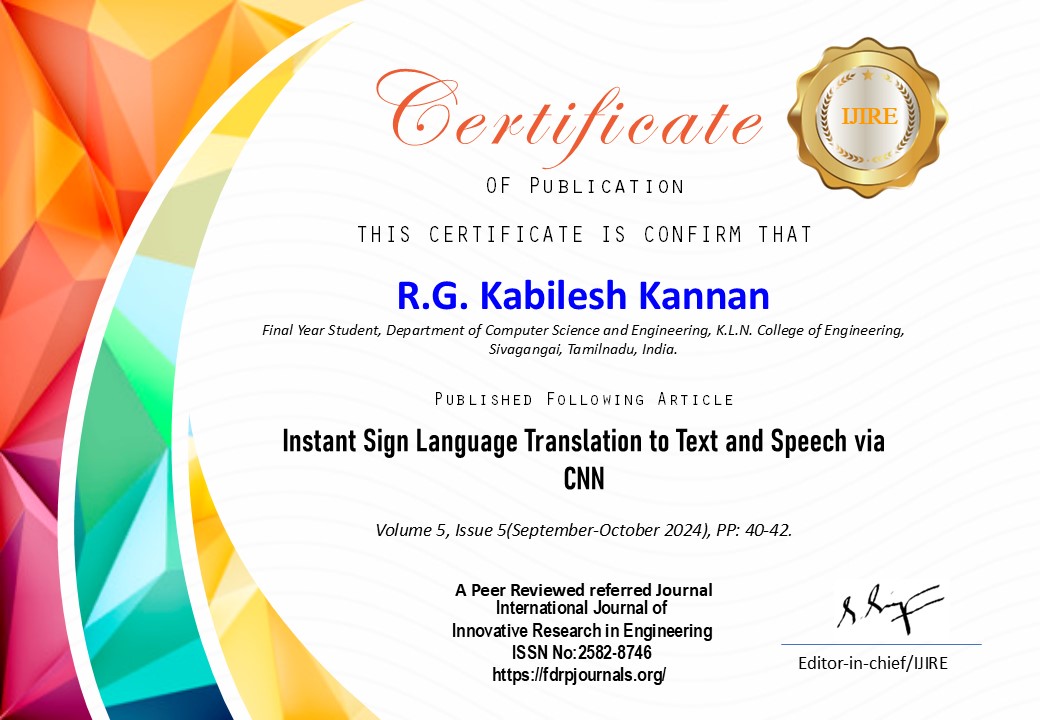 Certificate
IJIRE
OF PUBLICATION
THIS CERTIFICATE IS CONFIRM THAT
R.G. Kabilesh Kannan
Final Year Student, Department of Computer Science and Engineering, K.L.N. College of Engineering,
Sivagangai, Tamilnadu, India.
PUBLISHED FOLLOWING ARTICLE
Instant Sign Language Translation to Text and Speech via
CNN
Volume 5, Issue 5(September-October 2024), PP: 40-42.
A Peer Reviewed referred Journal
International Journal of
Innovative Research in Engineering
ISSN No:2582-8746
https://fdrpjournals.org/
Editor-in-chief/IJIRE